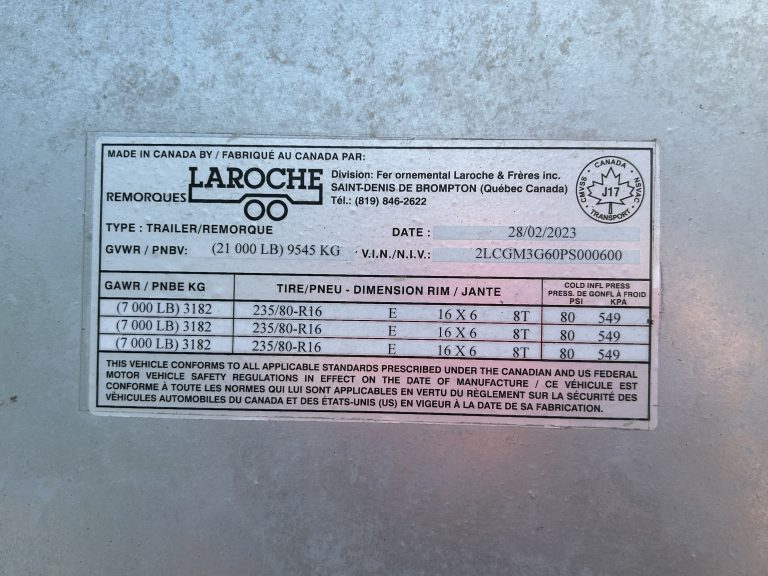 MADE IN CANADA BY / FABRIQUÉ AU CANADA PAR:
REMORQUES LAROCHE
Division: Fer ornemental Laroche & Frères inc.
SAINT-DENIS DE BROMPTON (Québec Canada)
Tél.: (819) 846-2622
CANADA
CMVSS J17 NSVAC
TRANSPORT
TYPE : TRAILER/REMORQUE DATE : 28/02/2023
GVWR / PNBV: (21 000 LB) 9545 KG V.I.N./N.I.V.: 2LCGM3G60PS000600
GAWR / PNBE KG TIRE/PNEU - DIMENSION RIM / JANTE COLD INFL PRESS
PRESS. DE GONFL À FROID
PSI KPA
(7 000 LB) 3182 235/80-R16 E 16 X 6 8T 80 549
(7 000 LB) 3182 235/80-R16 E 16 X 6 8T 80 549
(7 000 LB) 3182 235/80-R16 E 16 X 6 8T 80 549
THIS VEHICLE CONFORMS TO ALL APPLICABLE STANDARDS PRESCRIBED UNDER THE CANADIAN AND US FEDERAL
MOTOR VEHICLE SAFETY REGULATIONS IN EFFECT ON THE DATE OF MANUFACTURE / CE VÉHICULE EST
CONFORME À TOUTE LES NORMES QUI LUI SONT APPLICABLES EN VERTU DU RÈGLEMENT SUR LA SÉCURITÉ DES
VÉHICULES AUTOMOBILES DU CANADA ET DES ÉTATS-UNIS (US) EN VIGEUR À LA DATE DE SA FABRICATION.